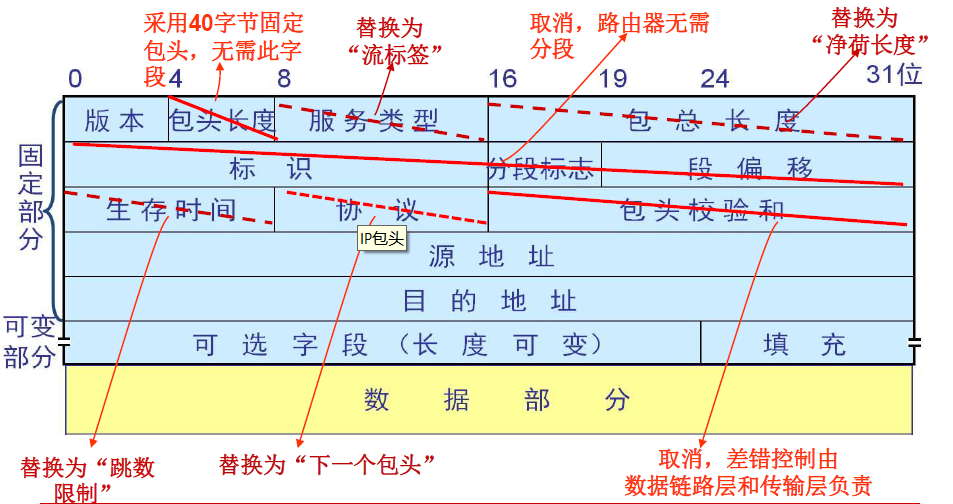 采用40字节固定
包头，无需此字
段
替换为
“流标签”
取消，路由器无需
分段
替换为
“净荷长度”
0 4 8 16 19 24 31位
版本 包头长度 服务类型 包总长度
标识 分段标志 段偏移
生存时间 协议 包头校验和
IP包头
源地址
目的地址
可选字段（长度可变） 填充
数据部分
固定部分
可变
部分
替换为“跳数
限制”
替换为“下一个包头”
取消，差错控制由
数据链路层和传输层负责